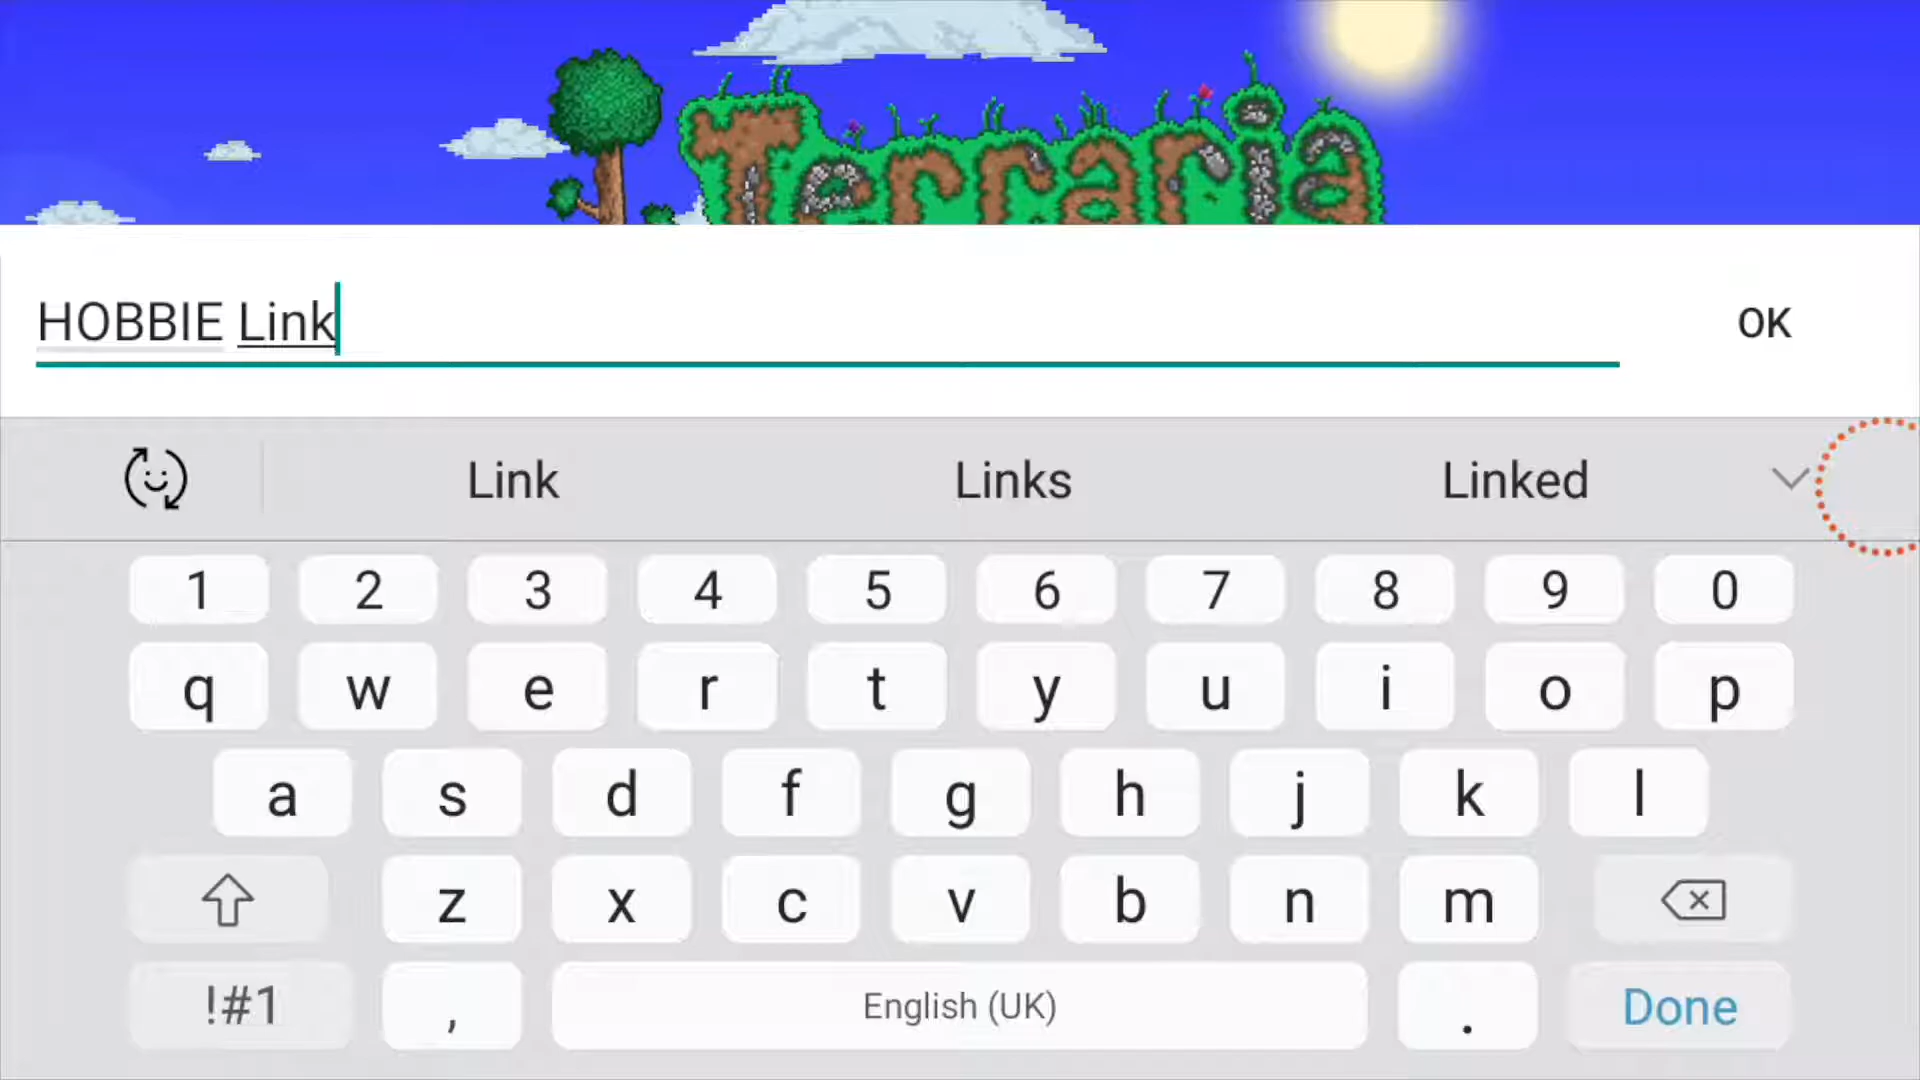 Terraria
HOBBIE Link
OK
Link Links Linked
1 2 3 4 5 6 7 8 9 0
q w e r t y u i o p
a s d f g h j k l
z x c v b n m
!#1 , English (UK) . Done